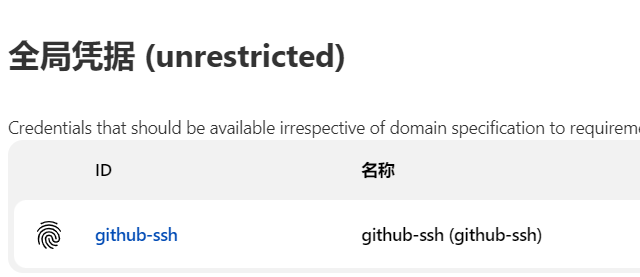 全局凭据 (unrestricted)
Credentials that should be available irrespective of domain specification to
ID 名称
github-ssh github-ssh (github-ssh)